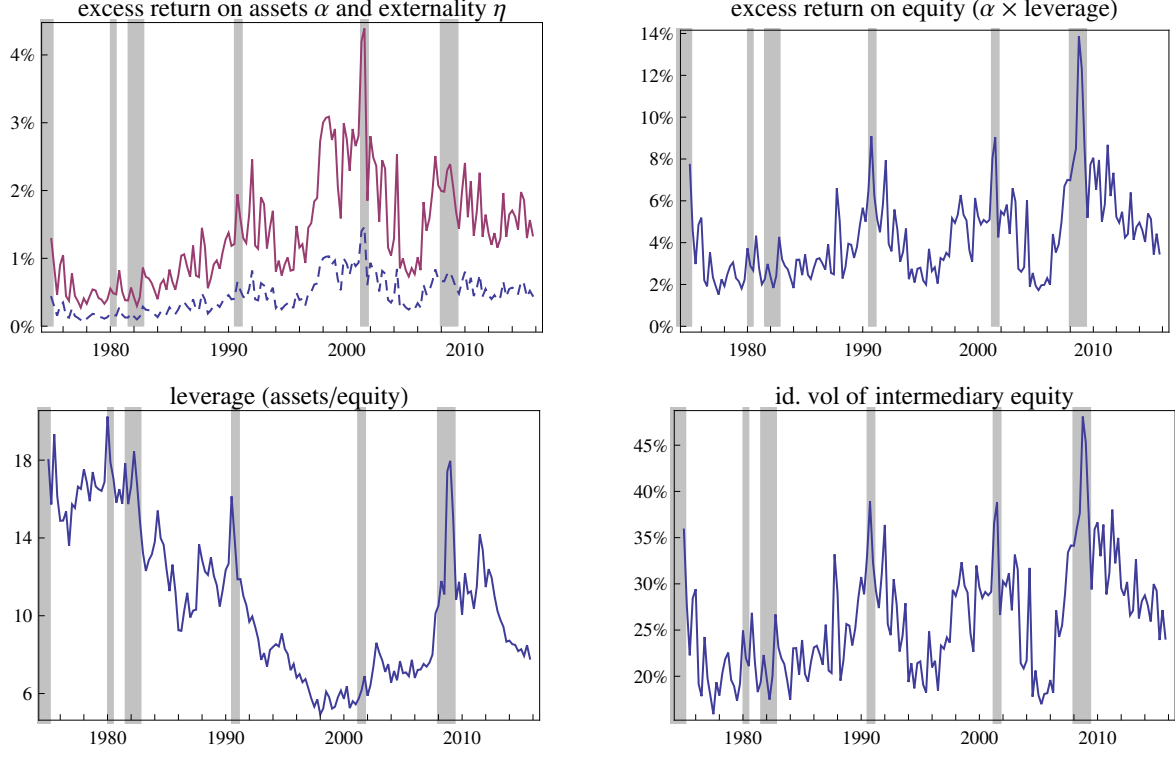 excess return on assets α and externality η
4%
3%
2%
1%
0%
1980 1990 2000 2010
excess return on equity (α × leverage)
14%
12%
10%
8%
6%
4%
2%
0%
1980 1990 2000 2010
leverage (assets/equity)
18
14
10
6
1980 1990 2000 2010
id. vol of intermediary equity
45%
40%
35%
30%
25%
20%
1980 1990 2000 2010